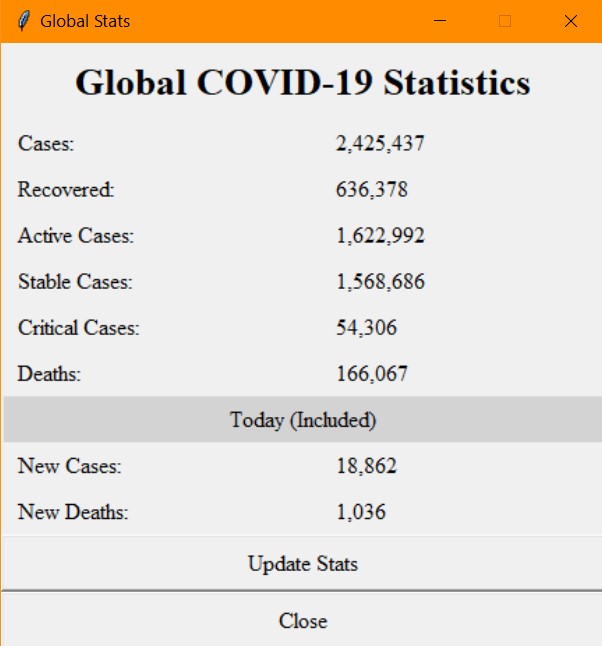 Global Stats
Global COVID-19 Statistics
Cases: 2,425,437
Recovered: 636,378
Active Cases: 1,622,992
Stable Cases: 1,568,686
Critical Cases: 54,306
Deaths: 166,067
Today (Included)
New Cases: 18,862
New Deaths: 1,036
Update Stats
Close